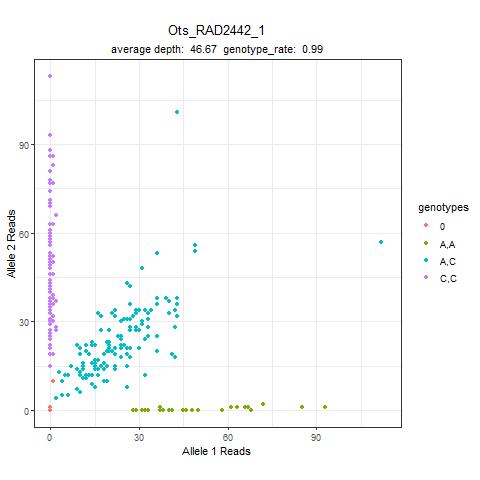 Ots_RAD2442_1
average depth: 46.67 genotype_rate: 0.99
Allele 2 Reads
90
60
30
0
0
30
60
90
Allele 1 Reads
genotypes
0
A,A
A,C
C,C